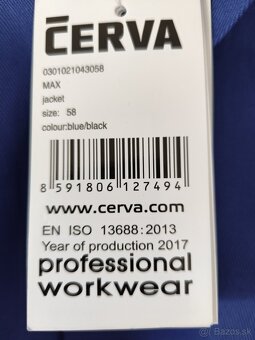 ČERVA
0301021043058
MAX
jacket
size: 58
colour:blue/black
8 591806 127494
www.cerva.com
EN ISO 13688:2013
Year of production 2017
professional
workwear
Bazos.sk